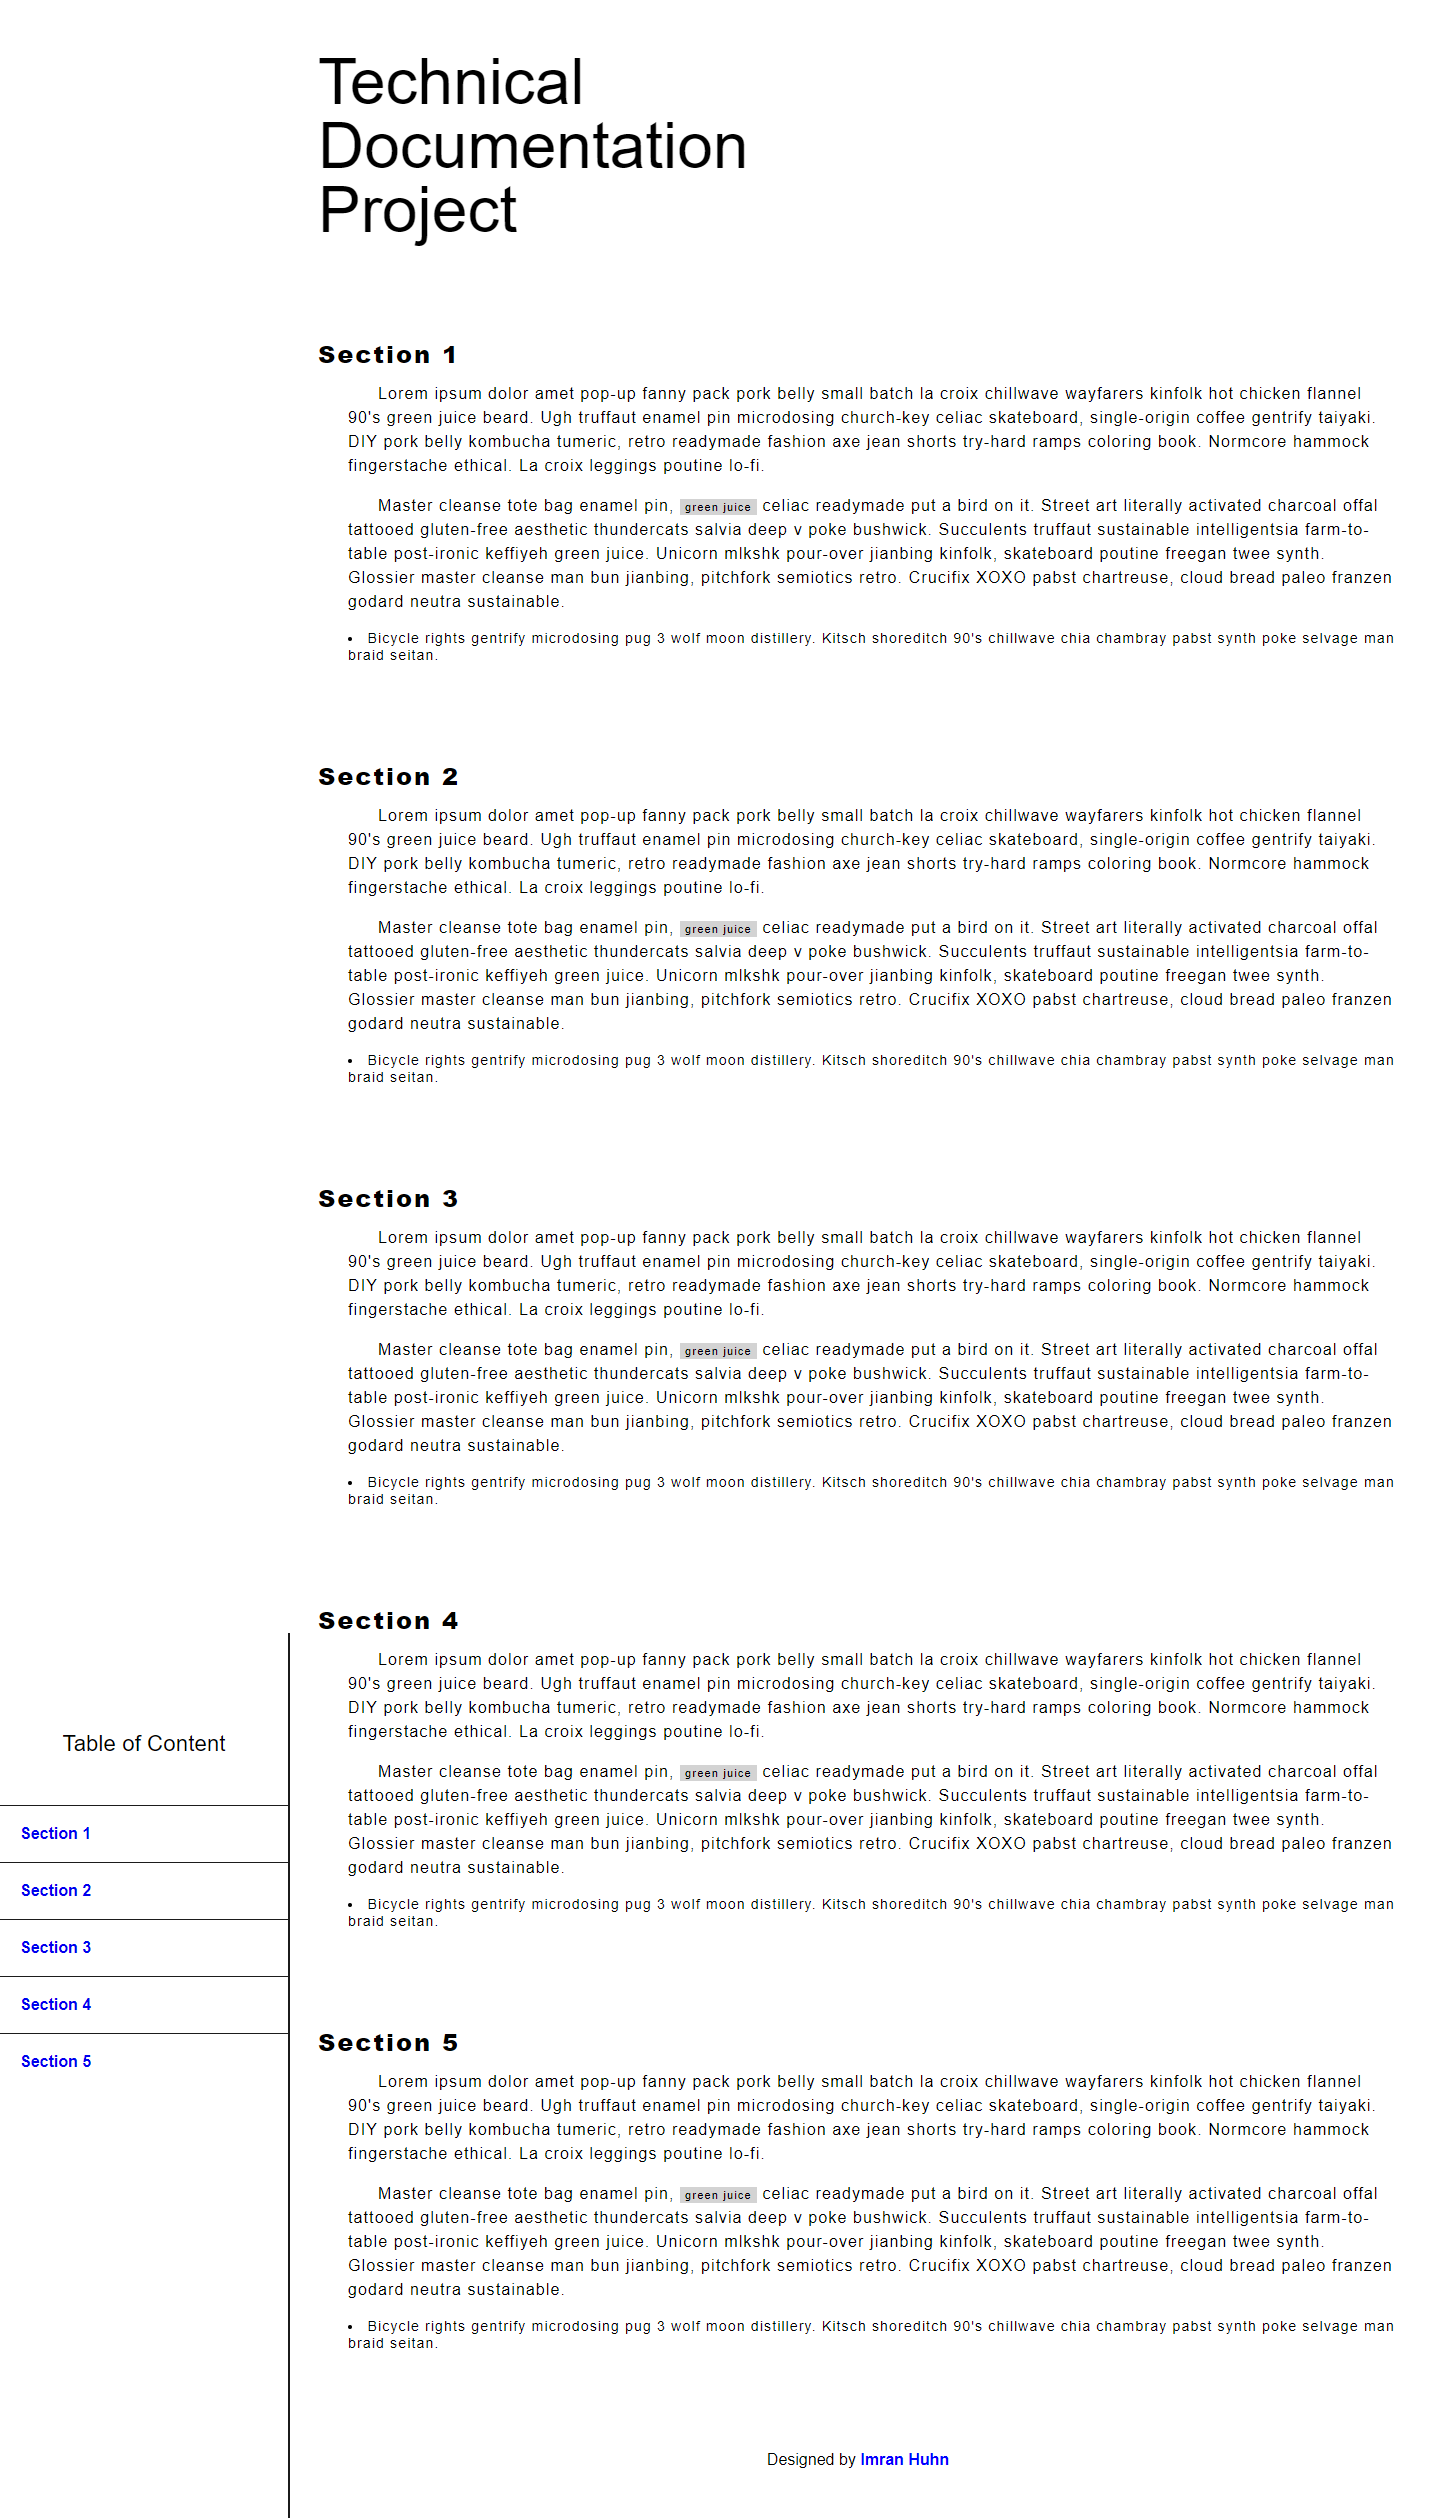 Technical
Documentation
Project
Section 1
Lorem ipsum dolor amet pop-up fanny pack pork belly small batch la croix chillwave wayfarers kinfolk hot chicken flannel
90's green juice beard. Ugh truffaut enamel pin microdosing church-key celiac skateboard, single-origin coffee gentrify taiyaki.
DIY pork belly kombucha tumeric, retro readymade fashion axe jean shorts try-hard ramps coloring book. Normcore hammock
fingerstache ethical. La croix leggings poutine lo-fi.
Master cleanse tote bag enamel pin, green juice celiac readymade put a bird on it. Street art literally activated charcoal offal
tattooed gluten-free aesthetic thundercats salvia deep v poke bushwick. Succulents truffaut sustainable intelligentsia farm-to-
table post-ironic keffiyeh green juice. Unicorn mlkshk pour-over jianbing kinfolk, skateboard poutine freegan twee synth.
Glossier master cleanse man bun jianbing, pitchfork semiotics retro. Crucifix XOXO pabst chartreuse, cloud bread paleo franzen
godard neutra sustainable.
• Bicycle rights gentrify microdosing pug 3 wolf moon distillery. Kitsch shoreditch 90's chillwave chia chambray pabst synth poke selvage man
braid seitan.
Section 2
Lorem ipsum dolor amet pop-up fanny pack pork belly small batch la croix chillwave wayfarers kinfolk hot chicken flannel
90's green juice beard. Ugh truffaut enamel pin microdosing church-key celiac skateboard, single-origin coffee gentrify taiyaki.
DIY pork belly kombucha tumeric, retro readymade fashion axe jean shorts try-hard ramps coloring book. Normcore hammock
fingerstache ethical. La croix leggings poutine lo-fi.
Master cleanse tote bag enamel pin, green juice celiac readymade put a bird on it. Street art literally activated charcoal offal
tattooed gluten-free aesthetic thundercats salvia deep v poke bushwick. Succulents truffaut sustainable intelligentsia farm-to-
table post-ironic keffiyeh green juice. Unicorn mlkshk pour-over jianbing kinfolk, skateboard poutine freegan twee synth.
Glossier master cleanse man bun jianbing, pitchfork semiotics retro. Crucifix XOXO pabst chartreuse, cloud bread paleo franzen
godard neutra sustainable.
• Bicycle rights gentrify microdosing pug 3 wolf moon distillery. Kitsch shoreditch 90's chillwave chia chambray pabst synth poke selvage man
braid seitan.
Section 3
Lorem ipsum dolor amet pop-up fanny pack pork belly small batch la croix chillwave wayfarers kinfolk hot chicken flannel
90's green juice beard. Ugh truffaut enamel pin microdosing church-key celiac skateboard, single-origin coffee gentrify taiyaki.
DIY pork belly kombucha tumeric, retro readymade fashion axe jean shorts try-hard ramps coloring book. Normcore hammock
fingerstache ethical. La croix leggings poutine lo-fi.
Master cleanse tote bag enamel pin, green juice celiac readymade put a bird on it. Street art literally activated charcoal offal
tattooed gluten-free aesthetic thundercats salvia deep v poke bushwick. Succulents truffaut sustainable intelligentsia farm-to-
table post-ironic keffiyeh green juice. Unicorn mlkshk pour-over jianbing kinfolk, skateboard poutine freegan twee synth.
Glossier master cleanse man bun jianbing, pitchfork semiotics retro. Crucifix XOXO pabst chartreuse, cloud bread paleo franzen
godard neutra sustainable.
• Bicycle rights gentrify microdosing pug 3 wolf moon distillery. Kitsch shoreditch 90's chillwave chia chambray pabst synth poke selvage man
braid seitan.
Section 4
Lorem ipsum dolor amet pop-up fanny pack pork belly small batch la croix chillwave wayfarers kinfolk hot chicken flannel
90's green juice beard. Ugh truffaut enamel pin microdosing church-key celiac skateboard, single-origin coffee gentrify taiyaki.
DIY pork belly kombucha tumeric, retro readymade fashion axe jean shorts try-hard ramps coloring book. Normcore hammock
fingerstache ethical. La croix leggings poutine lo-fi.
Master cleanse tote bag enamel pin, green juice celiac readymade put a bird on it. Street art literally activated charcoal offal
tattooed gluten-free aesthetic thundercats salvia deep v poke bushwick. Succulents truffaut sustainable intelligentsia farm-to-
table post-ironic keffiyeh green juice. Unicorn mlkshk pour-over jianbing kinfolk, skateboard poutine freegan twee synth.
Glossier master cleanse man bun jianbing, pitchfork semiotics retro. Crucifix XOXO pabst chartreuse, cloud bread paleo franzen
godard neutra sustainable.
• Bicycle rights gentrify microdosing pug 3 wolf moon distillery. Kitsch shoreditch 90's chillwave chia chambray pabst synth poke selvage man
braid seitan.
Section 5
Lorem ipsum dolor amet pop-up fanny pack pork belly small batch la croix chillwave wayfarers kinfolk hot chicken flannel
90's green juice beard. Ugh truffaut enamel pin microdosing church-key celiac skateboard, single-origin coffee gentrify taiyaki.
DIY pork belly kombucha tumeric, retro readymade fashion axe jean shorts try-hard ramps coloring book. Normcore hammock
fingerstache ethical. La croix leggings poutine lo-fi.
Master cleanse tote bag enamel pin, green juice celiac readymade put a bird on it. Street art literally activated charcoal offal
tattooed gluten-free aesthetic thundercats salvia deep v poke bushwick. Succulents truffaut sustainable intelligentsia farm-to-
table post-ironic keffiyeh green juice. Unicorn mlkshk pour-over jianbing kinfolk, skateboard poutine freegan twee synth.
Glossier master cleanse man bun jianbing, pitchfork semiotics retro. Crucifix XOXO pabst chartreuse, cloud bread paleo franzen
godard neutra sustainable.
• Bicycle rights gentrify microdosing pug 3 wolf moon distillery. Kitsch shoreditch 90's chillwave chia chambray pabst synth poke selvage man
braid seitan.
Table of Content
Section 1
Section 2
Section 3
Section 4
Section 5
Designed by Imran Huhn